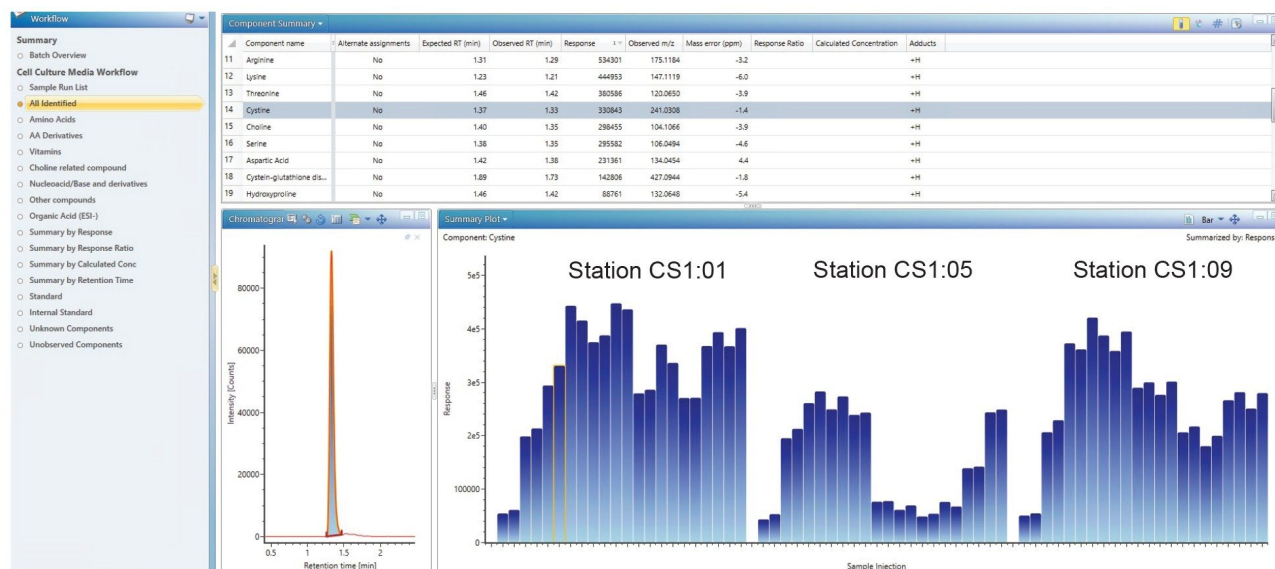 Workflow
Summary
Batch Overview
Cell Culture Media Workflow
Sample Run List
All Identified
Amino Acids
AA Derivatives
Vitamins
Choline related compound
Nucleoacid/Base and derivatives
Other compounds
Organic Acid (ESI-)
Summary by Response
Summary by Response Ratio
Summary by Calculated Conc
Summary by Retention Time
Standard
Internal Standard
Unknown Components
Unobserved Components
Component Summary
Component name Alternate assignments Expected RT (min) Observed RT (min) Response 1 Observed m/z Mass error (ppm) Response Ratio Calculated Concentration Adducts
11 Arginine No 1.31 1.29 534301 175.1184 -3.2 +H
12 Lysine No 1.23 1.21 444953 147.1119 -6.0 +H
13 Threonine No 1.46 1.42 380586 120.0650 -3.9 +H
14 Cystine No 1.37 1.33 330843 241.0308 -1.4 +H
15 Choline No 1.40 1.35 298455 104.1066 -3.9 +H
16 Serine No 1.38 1.35 295582 106.0494 -4.6 +H
17 Aspartic Acid No 1.42 1.38 231361 134.0454 4.4 +H
18 Cystein-glutathione dis... No 1.89 1.73 142806 427.0944 -1.8 +H
19 Hydroxyproline No 1.46 1.42 88761 132.0648 -5.4 +H
Chromatogra
Intensity [Counts]
80000
60000
40000
20000
0
0.5 1 1.5 2
Retention time [min]
Summary Plot
Bar
Component: Cystine
Summarized by: Respons
Station CS1:01 Station CS1:05 Station CS1:09
Response
5e5
4e5
3e5
2e5
100000
0
Sample Injection